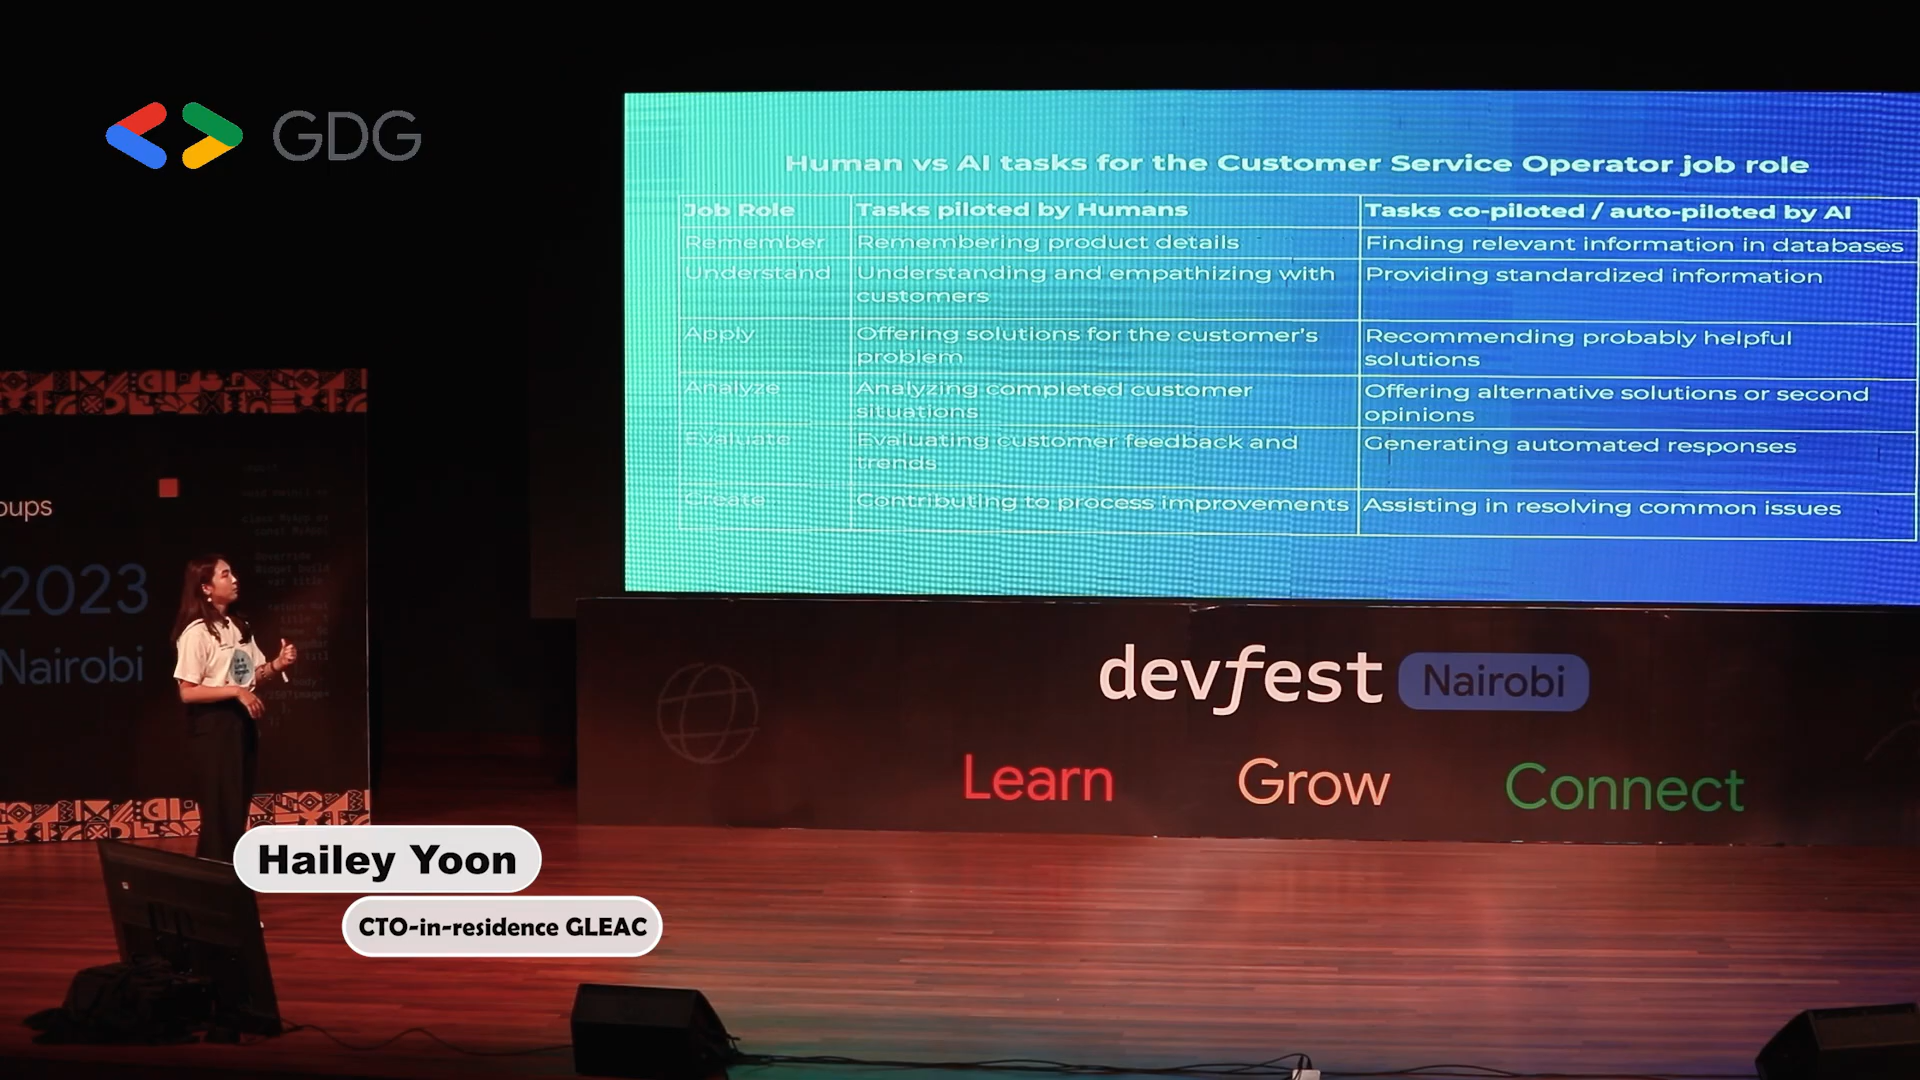 GDG
Human vs AI tasks for the Customer Service Operator job role
Job Role
Tasks piloted by Humans
Tasks co-piloted / auto-piloted by AI
Remember
Remembering product details
Finding relevant information in databases
Understand
Understanding and empathizing with
customers
Providing standardized information
Apply
Offering solutions for the customer's
problem
Recommending probably helpful
solutions
Analyze
Analyzing completed customer
situations
Offering alternative solutions or second
opinions
Evaluate
Evaluating customer feedback and
trends
Generating automated responses
Create
Contributing to process improvements
Assisting in resolving common issues
2023
Nairobi
devfest Nairobi
Learn Grow Connect
Hailey Yoon
CTO-in-residence GLEAC